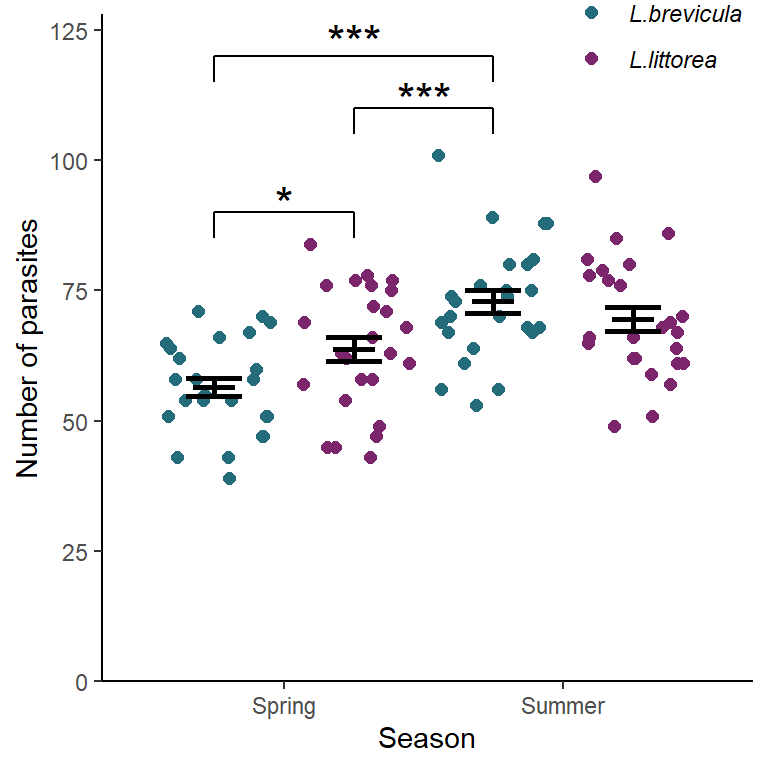 L.brevicula
L.littorea
***
***
*
125
100
75
50
25
0
Number of parasites
Spring
Summer
Season